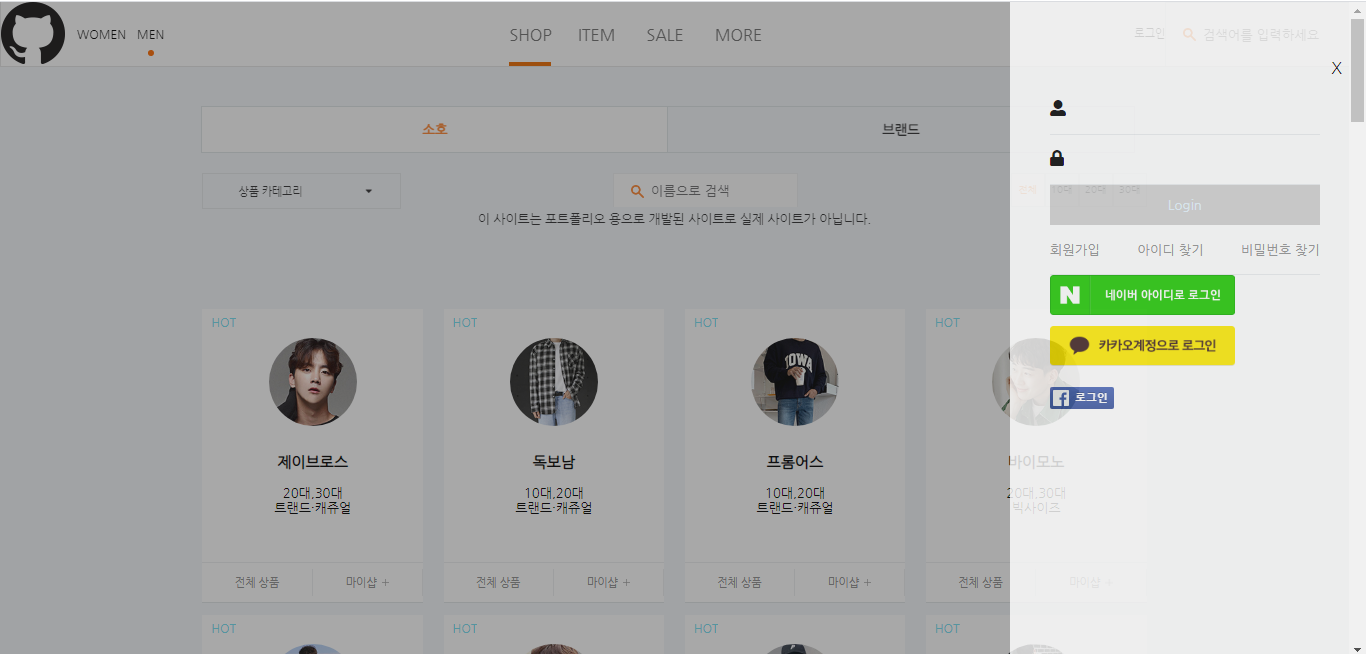 WOMEN MEN SHOP ITEM SALE MORE 로그인 검색어를 입력하세요
X
소호 브랜드
상품 카테고리 이름으로 검색 전체 10대 20대 30대
이 사이트는 포트폴리오 용으로 개발된 사이트로 실제 사이트가 아닙니다.
Login
회원가입 아이디 찾기 비밀번호 찾기
N 네이버 아이디로 로그인
카카오계정으로 로그인
f 로그인
HOT HOT HOT HOT
IOWA
제이브로스 독보남 프롬어스 바이모노
20대,30대 10대,20대 10대,20대 20대,30대
트랜드·캐쥬얼 트랜드·캐쥬얼 트랜드·캐쥬얼 빅사이즈
전체 상품 마이샵 + 전체 상품 마이샵 + 전체 상품 마이샵 + 전체 상품 마이샵 +
HOT HOT HOT HOT